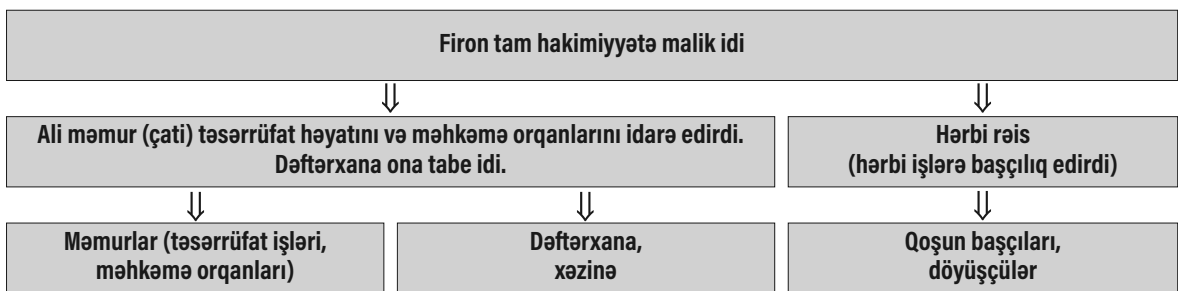 Firon tam hakimiyyətə malik idi
⇓ ⇓
Ali məmur (çati) təsərrüfat həyatını və məhkəmə orqanlarını idarə edirdi.
Dəftərxana ona tabe idi.
Hərbi rəis
(hərbi işlərə başçılıq edirdi)
⇓ ⇓ ⇓
Məmurlar (təsərrüfat işləri,
məhkəmə orqanları)
Dəftərxana,
xəzinə
Qoşun başçıları,
döyüşçülər